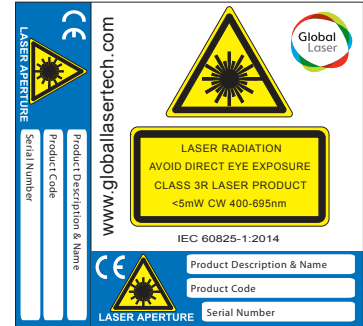 LASER APERTURE
CE
Product Description & Name
Product Code
Serial Number
www.globallasertech.com
Global
Laser
LASER RADIATION
AVOID DIRECT EYE EXPOSURE
CLASS 3R LASER PRODUCT
<5mW CW 400-695nm
IEC 60825-1:2014
CE
LASER APERTURE
Product Description & Name
Product Code
Serial Number